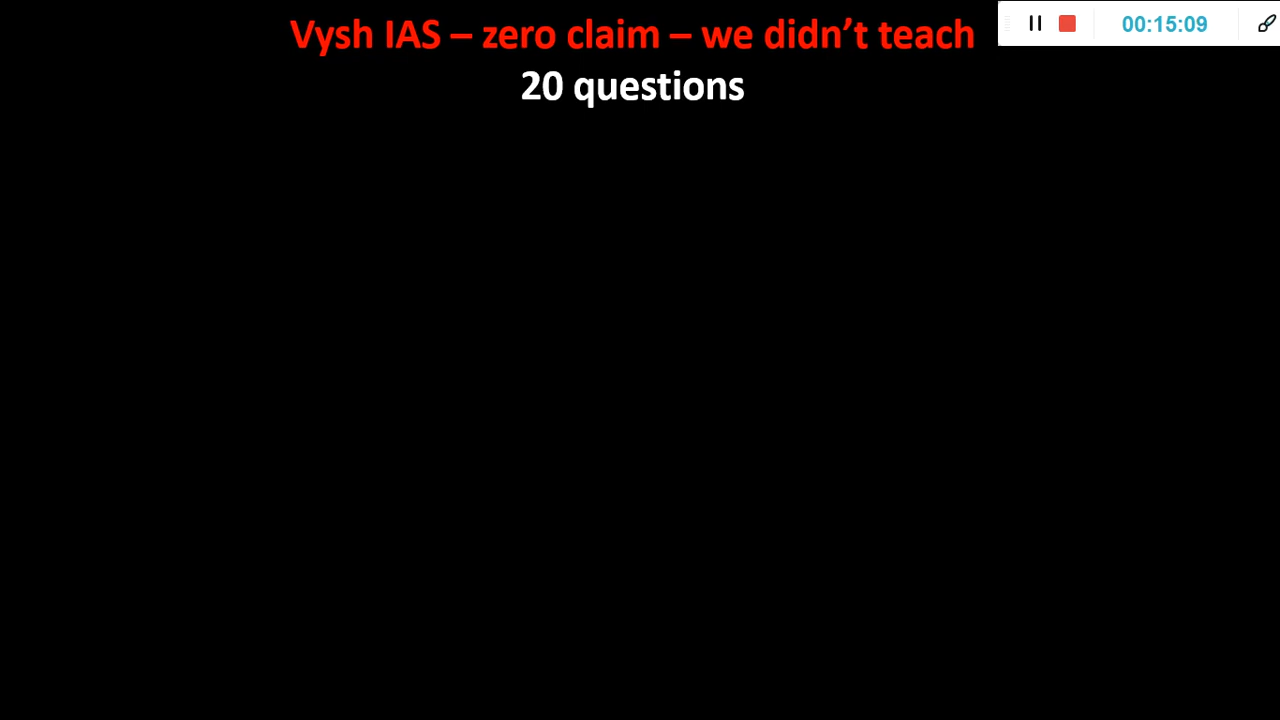 Vysh IAS – zero claim – we didn’t teach
20 questions
00:15:09